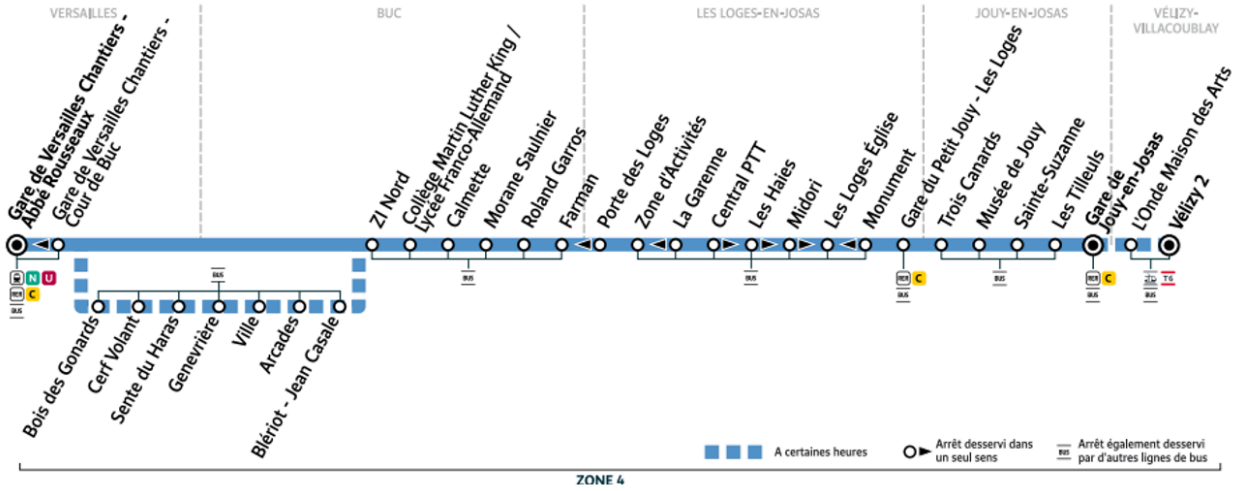 VERSAILLES
BUC
LES LOGES-EN-JOSAS
JOUY-EN-JOSAS
VÉLIZY-
VILLACOUBLAY
Gare de Versailles Chantiers -
Abbé Rousseaux
Gare de Versailles Chantiers -
Cour de Buc
ZI Nord
Collège Martin Luther King /
Lycée Franco-Allemand
Calmette
Morane Saulnier
Roland Garros
Farman
Porte des Loges
Zone d'Activités
La Garenne
Central PTT
Les Haies
Midori
Les Loges Église
Monument
Gare du Petit Jouy - Les Loges
Trois Canards
Musée de Jouy
Sainte-Suzanne
Les Tilleuls
Gare de
Jouy-en-Josas
L'Onde Maison des Arts
Vélizy 2
N U
RER C
BUS
BUS
BUS
BUS
RER C
BUS
BUS
RER C
BUS
T6
BUS
Bois des Gonards
Cerf Volant
Sente du Haras
Genevrière
Ville
Arcades
Blériot - Jean Casale
A certaines heures
Arrêt desservi dans
un seul sens
BUS
Arrêt également desservi
par d'autres lignes de bus
ZONE 4